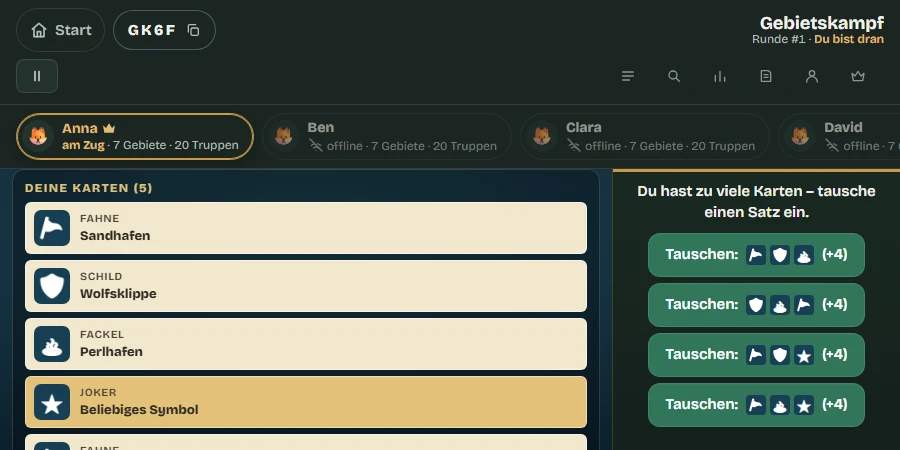 Start
GK6F
Gebietskampf
Runde #1 · Du bist dran
Anna
am Zug · 7 Gebiete · 20 Truppen
Ben
offline · 7 Gebiete · 20 Truppen
Clara
offline · 7 Gebiete · 20 Truppen
David
offline · 7
DEINE KARTEN (5)
FAHNE
Sandhafen
SCHILD
Wolfsklippe
FACKEL
Perlhafen
JOKER
Beliebiges Symbol
FAHNE
Du hast zu viele Karten – tausche
einen Satz ein.
Tauschen: (+4)
Tauschen: (+4)
Tauschen: (+4)
Tauschen: (+4)